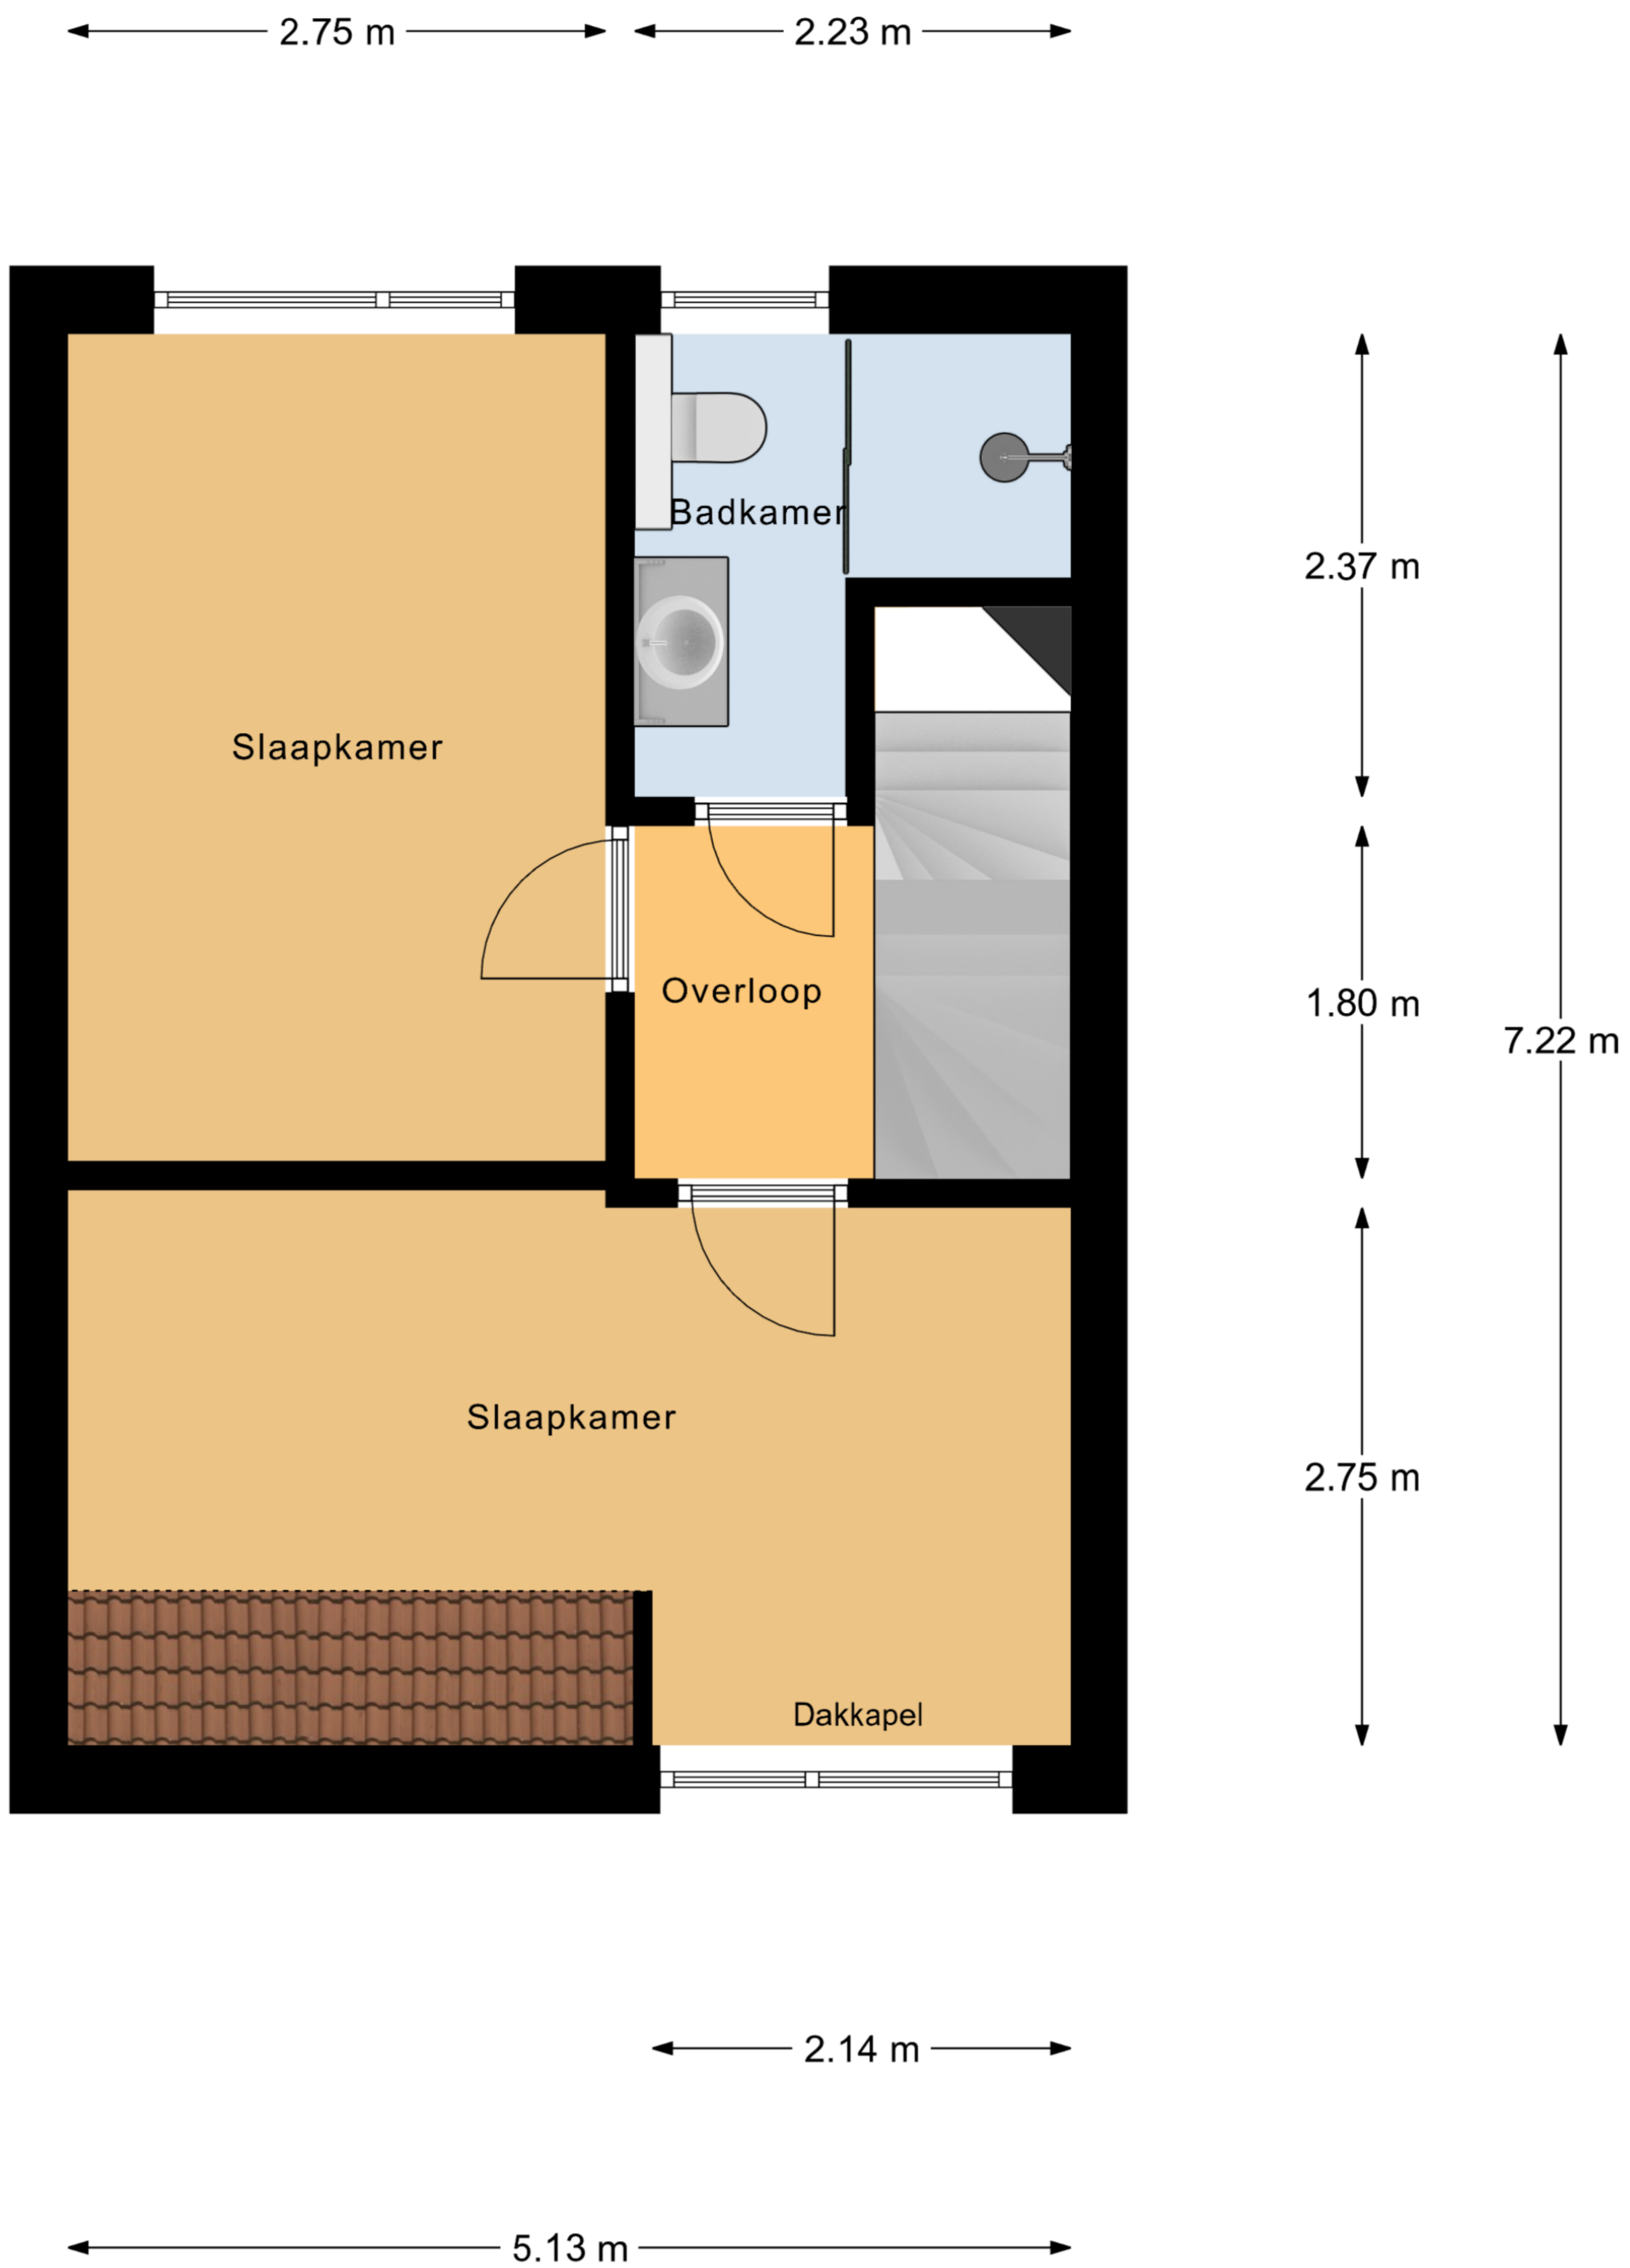 2.75 m
2.23 m
Badkamer
2.37 m
Slaapkamer
Overloop
1.80 m
7.22 m
Slaapkamer
2.75 m
Dakkapel
2.14 m
5.13 m